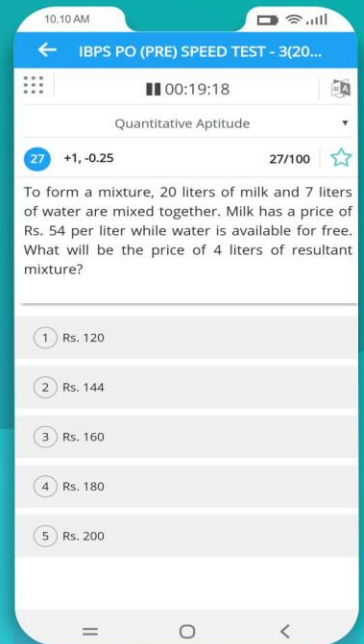 10.10 AM
IBPS PO (PRE) SPEED TEST - 3(20...
00:19:18
Quantitative Aptitude
27 +1, -0.25 27/100
To form a mixture, 20 liters of milk and 7 liters
of water are mixed together. Milk has a price of
Rs. 54 per liter while water is available for free.
What will be the price of 4 liters of resultant
mixture?
1 Rs. 120
2 Rs. 144
3 Rs. 160
4 Rs. 180
5 Rs. 200